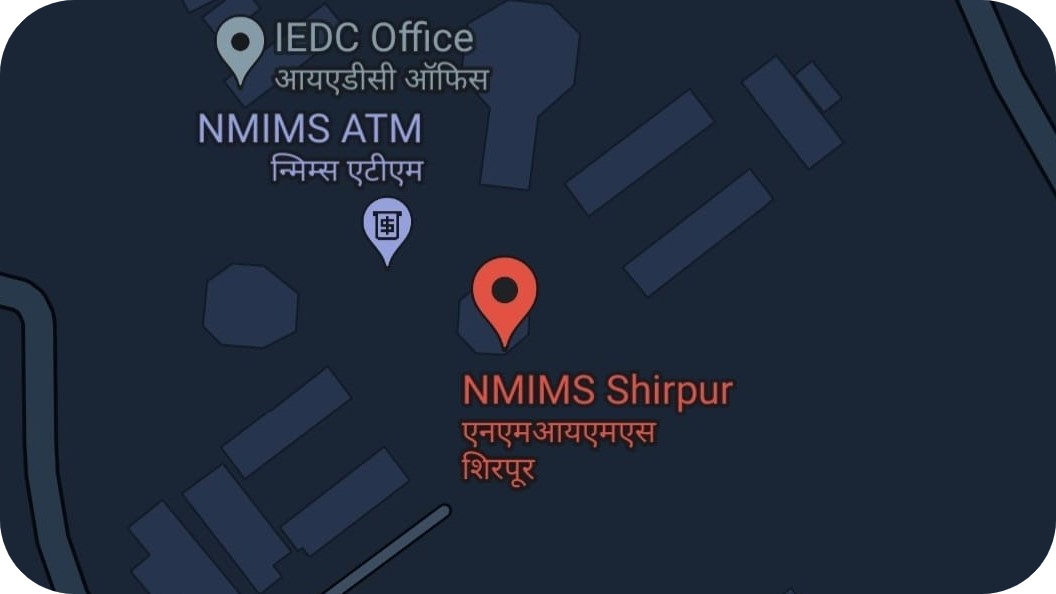 IEDC Office
आयएडीसी ऑफिस
NMIMS ATM
न्मिम्स एटीएम
NMIMS Shirpur
एनएमआयएमएस
शिरपूर